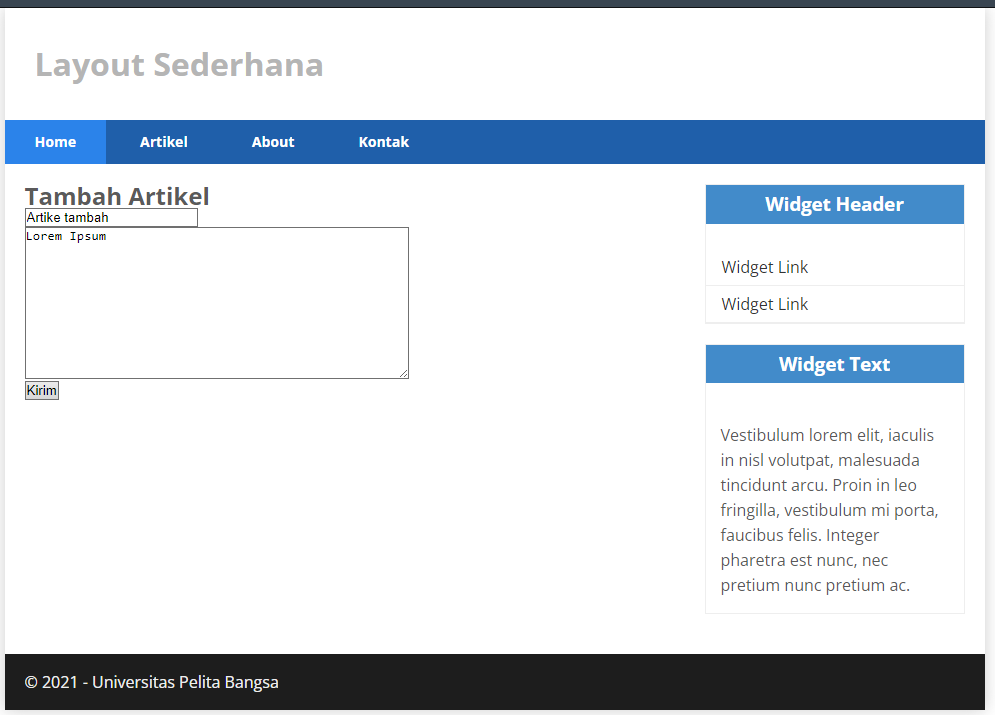 Layout Sederhana
Home Artikel About Kontak
Tambah Artikel
Artike tambah
Lorem Ipsum
Kirim
Widget Header
Widget Link
Widget Link
Widget Text
Vestibulum lorem elit, iaculis
in nisl volutpat, malesuada
tincidunt arcu. Proin in leo
fringilla, vestibulum mi porta,
faucibus felis. Integer
pharetra est nunc, nec
pretium nunc pretium ac.
© 2021 - Universitas Pelita Bangsa